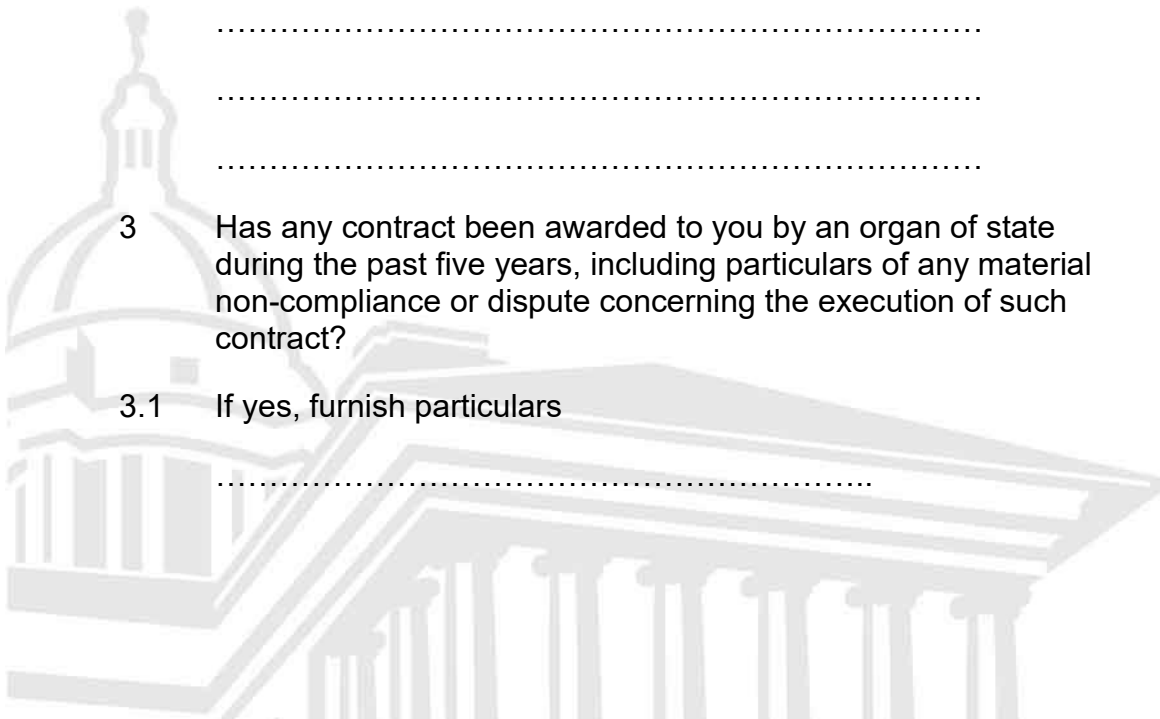 ……………………………………………………………
……………………………………………………………
……………………………………………………………
3 Has any contract been awarded to you by an organ of state
during the past five years, including particulars of any material
non-compliance or dispute concerning the execution of such
contract?
3.1 If yes, furnish particulars
……………………………………………………..